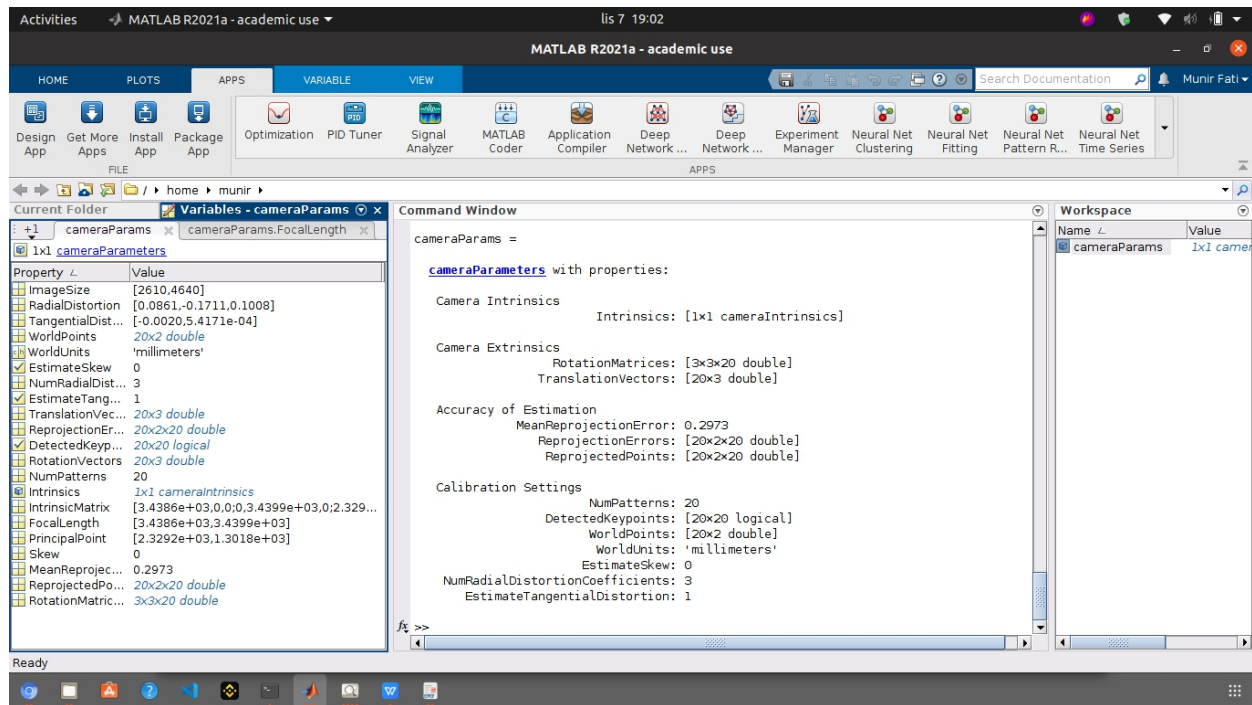 Activities MATLAB R2021a - academic use lis 7 19:02
MATLAB R2021a - academic use
HOME PLOTS APPS VARIABLE VIEW Search Documentation Munir Fati
Design App Get More Apps Install App Package App Optimization PID Tuner Signal Analyzer MATLAB Coder Application Compiler Deep Network ... Deep Network ... Experiment Manager Neural Net Clustering Neural Net Fitting Neural Net Pattern R... Neural Net Time Series
FILE APPS
/ home munir
Current Folder Variables - cameraParams Command Window Workspace
+1 cameraParams cameraParams.FocalLength
1x1 cameraParameters
Property Value
ImageSize [2610,4640]
RadialDistortion [0.0861,-0.1711,0.1008]
TangentialDist... [-0.0020,5.4171e-04]
WorldPoints 20x2 double
WorldUnits 'millimeters'
EstimateSkew 0
NumRadialDist... 3
EstimateTang... 1
TranslationVec... 20x3 double
ReprojectionEr... 20x2x20 double
DetectedKeyp... 20x20 logical
RotationVectors 20x3 double
NumPatterns 20
Intrinsics 1x1 cameraIntrinsics
IntrinsicMatrix [3.4386e+03,0,0;0,3.4399e+03,0;2.329...
FocalLength [3.4386e+03,3.4399e+03]
PrincipalPoint [2.3292e+03,1.3018e+03]
Skew 0
MeanReprojec... 0.2973
ReprojectedPo... 20x2x20 double
RotationMatric... 3x3x20 double
cameraParams =
cameraParameters with properties:
Camera Intrinsics
Intrinsics: [1×1 cameraIntrinsics]
Camera Extrinsics
RotationMatrices: [3×3×20 double]
TranslationVectors: [20×3 double]
Accuracy of Estimation
MeanReprojectionError: 0.2973
ReprojectionErrors: [20×2×20 double]
ReprojectedPoints: [20×2×20 double]
Calibration Settings
NumPatterns: 20
DetectedKeypoints: [20×20 logical]
WorldPoints: [20×2 double]
WorldUnits: 'millimeters'
EstimateSkew: 0
NumRadialDistortionCoefficients: 3
EstimateTangentialDistortion: 1
fx >>
Name Value
cameraParams 1x1 camer
Ready